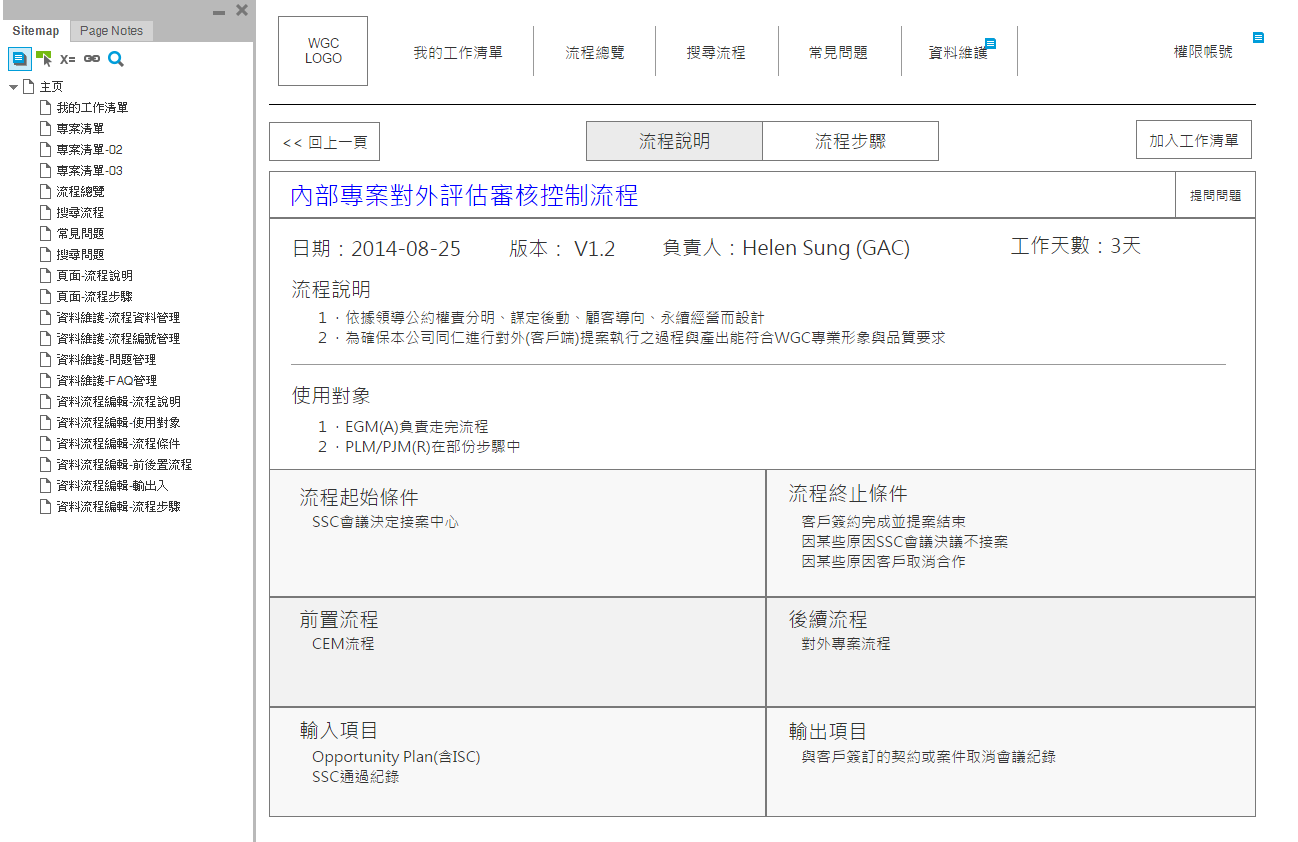 Sitemap
Page Notes
主页
我的工作清單
專案清單
專案清單-02
專案清單-03
流程總覽
搜尋流程
常見問題
搜尋問題
頁面-流程說明
頁面-流程步驟
資料維護-流程資料管理
資料維護-流程編號管理
資料維護-問題管理
資料維護-FAQ管理
資料流程編輯-流程說明
資料流程編輯-使用對象
資料流程編輯-流程條件
資料流程編輯-前後置流程
資料流程編輯-輸出入
資料流程編輯-流程步驟
WGC
LOGO
我的工作清單
流程總覽
搜尋流程
常見問題
資料維護
權限帳號
<< 回上一頁
流程說明
流程步驟
加入工作清單
內部專案對外評估審核控制流程
提問問題
日期：2014-08-25
版本： V1.2
負責人：Helen Sung (GAC)
工作天數：3天
流程說明
1．依據領導公約權責分明、謀定後動、顧客導向、永續經營而設計
2．為確保本公司同仁進行對外(客戶端)提案執行之過程與產出能符合WGC專業形象與品質要求
使用對象
1．EGM(A)負責走完流程
2．PLM/PJM(R)在部份步驟中
流程起始條件
SSC會議決定接案中心
流程終止條件
客戶簽約完成並提案結束
因某些原因SSC會議決議不接案
因某些原因客戶取消合作
前置流程
CEM流程
後續流程
對外專案流程
輸入項目
Opportunity Plan(含ISC)
SSC通過紀錄
輸出項目
與客戶簽訂的契約或案件取消會議紀錄